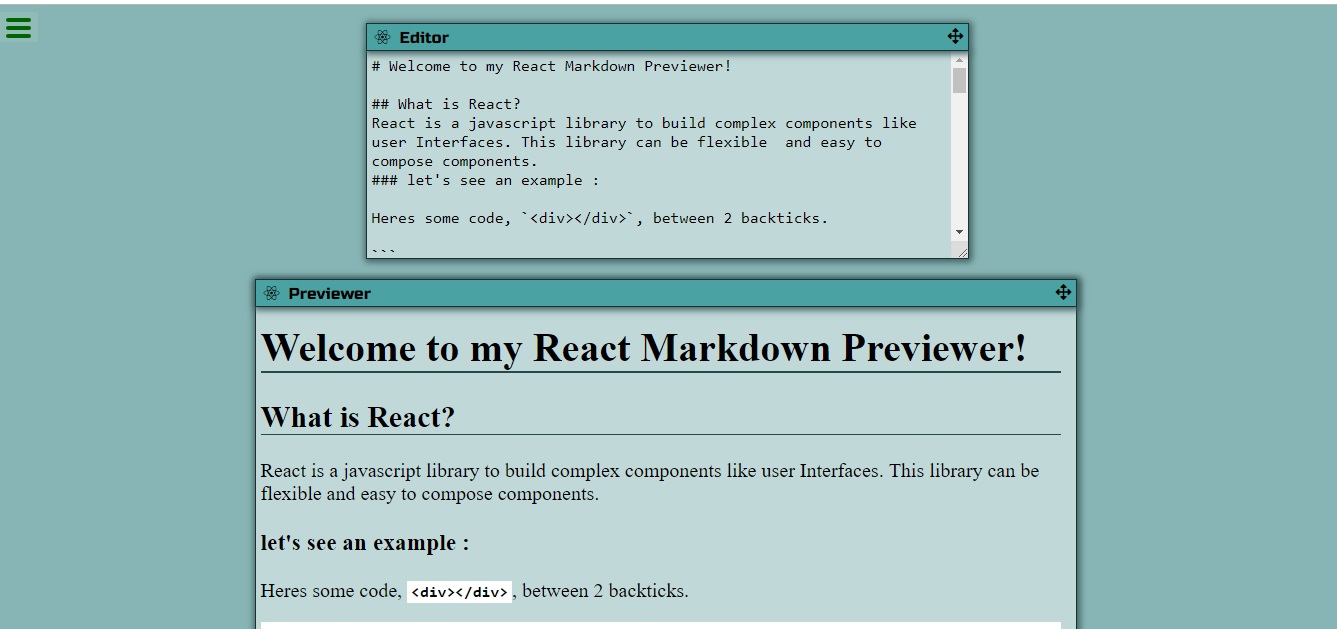 Editor
# Welcome to my React Markdown Previewer!
## What is React?
React is a javascript library to build complex components like
user Interfaces. This library can be flexible  and easy to
compose components.
### let's see an example :
Heres some code, `<div></div>`, between 2 backticks.
```
Previewer
Welcome to my React Markdown Previewer!
What is React?
React is a javascript library to build complex components like user Interfaces. This library can be
flexible and easy to compose components.
let's see an example :
Heres some code, <div></div>, between 2 backticks.